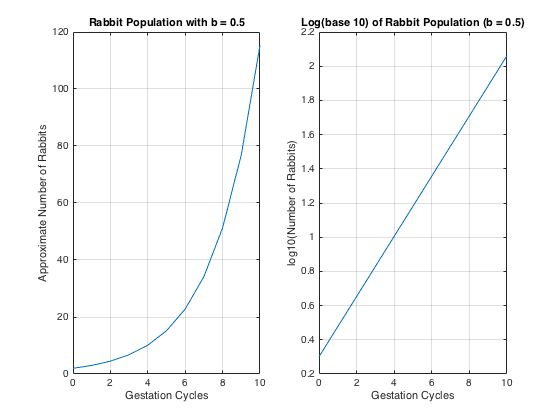 Rabbit Population with b = 0.5
120
100
80
60
40
20
0
Approximate Number of Rabbits
0 2 4 6 8 10
Gestation Cycles
Log(base 10) of Rabbit Population (b = 0.5)
2.2
2
1.8
1.6
1.4
1.2
1
0.8
0.6
0.4
0.2
log10(Number of Rabbits)
0 2 4 6 8 10
Gestation Cycles